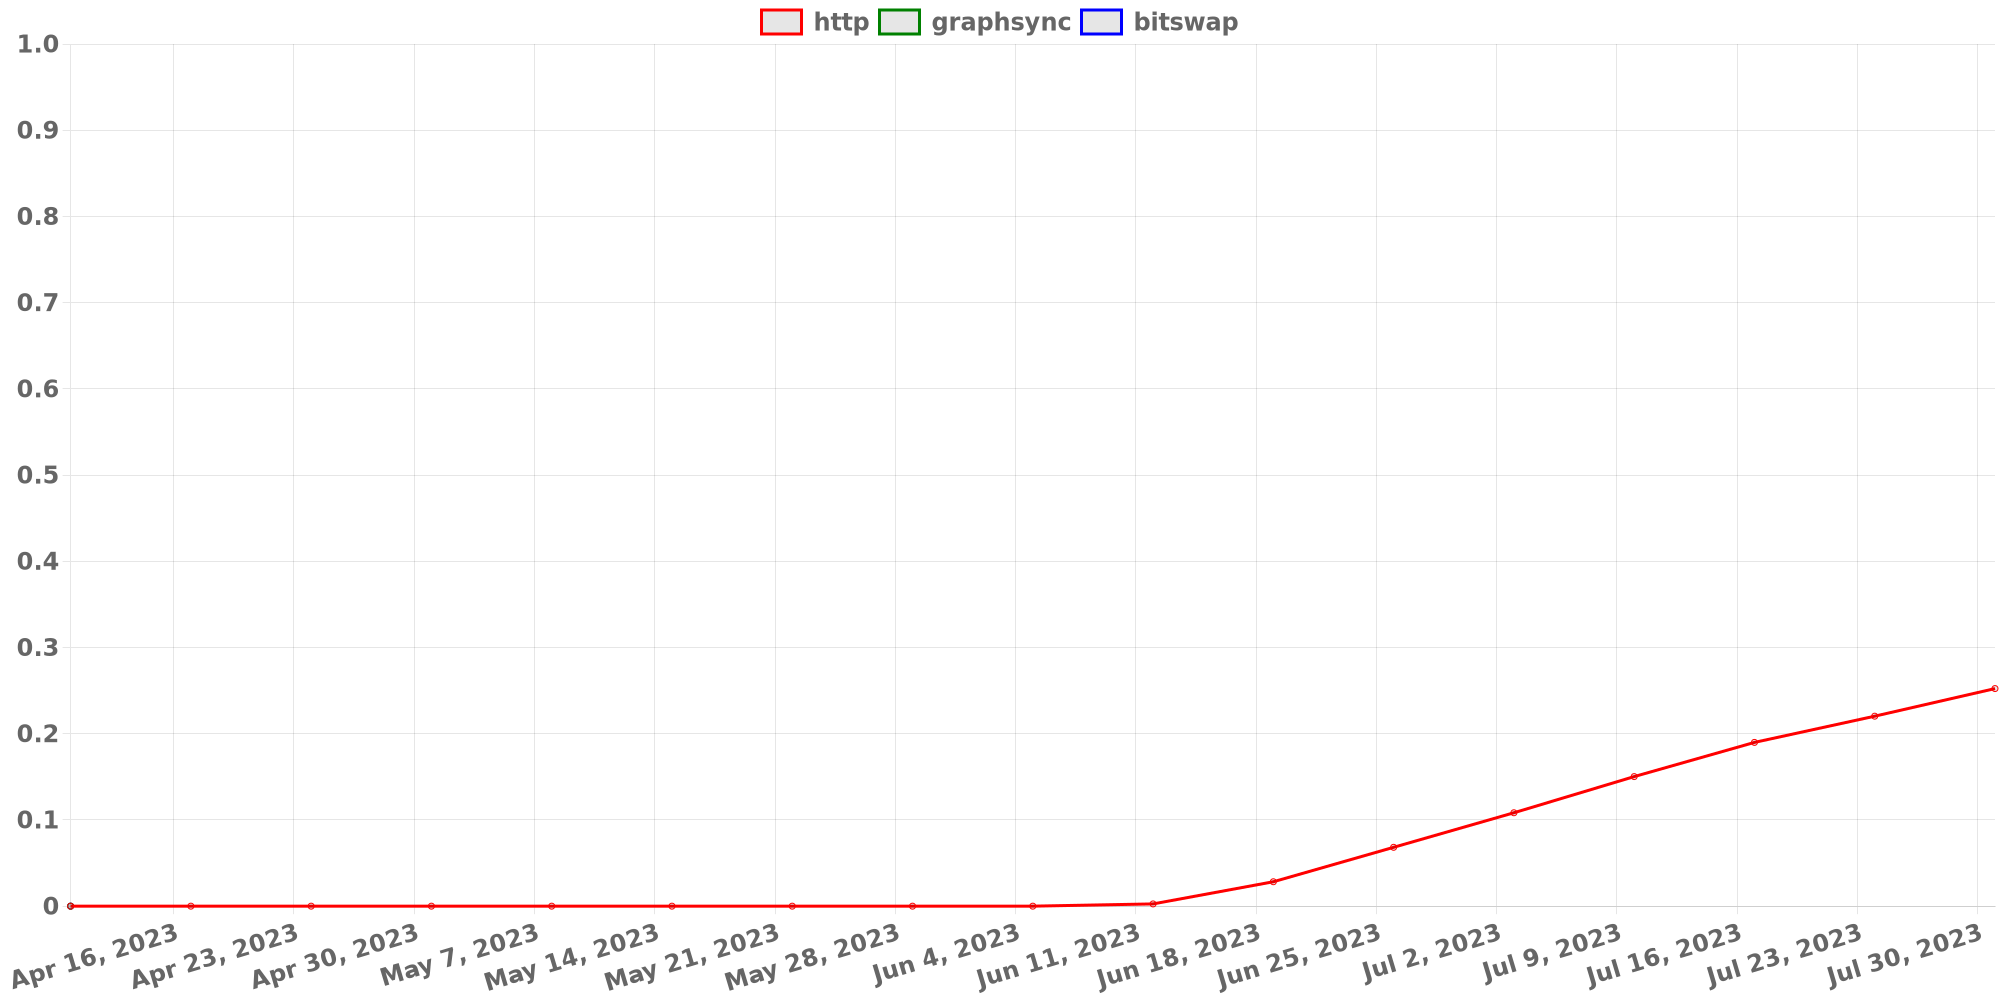 http graphsync bitswap
1.0
0.9
0.8
0.7
0.6
0.5
0.4
0.3
0.2
0.1
0
Apr 16, 2023
Apr 23, 2023
Apr 30, 2023
May 7, 2023
May 14, 2023
May 21, 2023
May 28, 2023
Jun 4, 2023
Jun 11, 2023
Jun 18, 2023
Jun 25, 2023
Jul 2, 2023
Jul 9, 2023
Jul 16, 2023
Jul 23, 2023
Jul 30, 2023